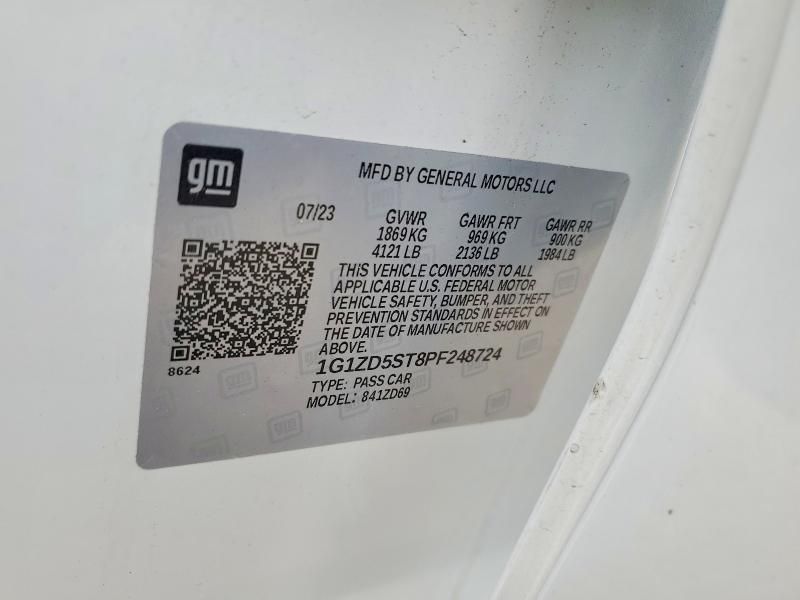 gm
MFD BY GENERAL MOTORS LLC
07/23 GVWR GAWR FRT GAWR RR
1869 KG 969 KG 900 KG
4121 LB 2136 LB 1984 LB
THIS VEHICLE CONFORMS TO ALL
APPLICABLE U.S. FEDERAL MOTOR
VEHICLE SAFETY, BUMPER, AND THEFT
PREVENTION STANDARDS IN EFFECT ON
THE DATE OF MANUFACTURE SHOWN
ABOVE.
8624
1G1ZD5ST8PF248724
TYPE: PASS CAR
MODEL: 841ZD69